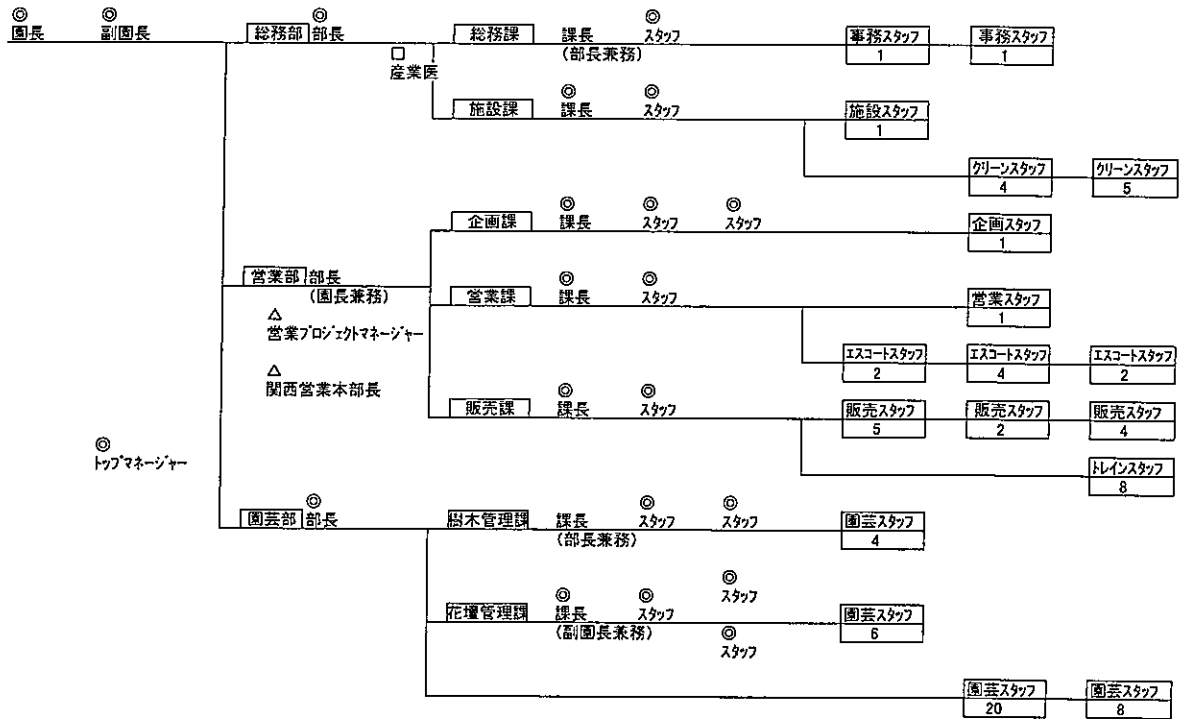 ◎ ◎ ◎ ◎
園長 副園長 総務部 部長 総務課 課長 スタッフ 事務スタッフ 事務スタッフ
(部長兼務) 1 1
□
産業医
◎ ◎
施設課 課長 スタッフ 施設スタッフ
1
クリーンスタッフ クリーンスタッフ
4 5
◎ ◎ ◎
企画課 課長 スタッフ スタッフ 企画スタッフ
1
営業部 部長
(園長兼務)
◎ ◎
営業課 課長 スタッフ 営業スタッフ
1
△
営業プロジェクトマネージャー
エスコートスタッフ エスコートスタッフ エスコートスタッフ
2 4 2
△
関西営業本部長
◎ ◎
販売課 課長 スタッフ 販売スタッフ 販売スタッフ 販売スタッフ
5 2 4
◎
トップマネージャー
トレインスタッフ
8
◎ ◎ ◎
園芸部 部長 樹木管理課 課長 スタッフ スタッフ 園芸スタッフ
(部長兼務) 4
◎
スタッフ
◎ ◎
花壇管理課 課長 スタッフ 園芸スタッフ
(副園長兼務) 6
◎
スタッフ
園芸スタッフ 園芸スタッフ
20 8